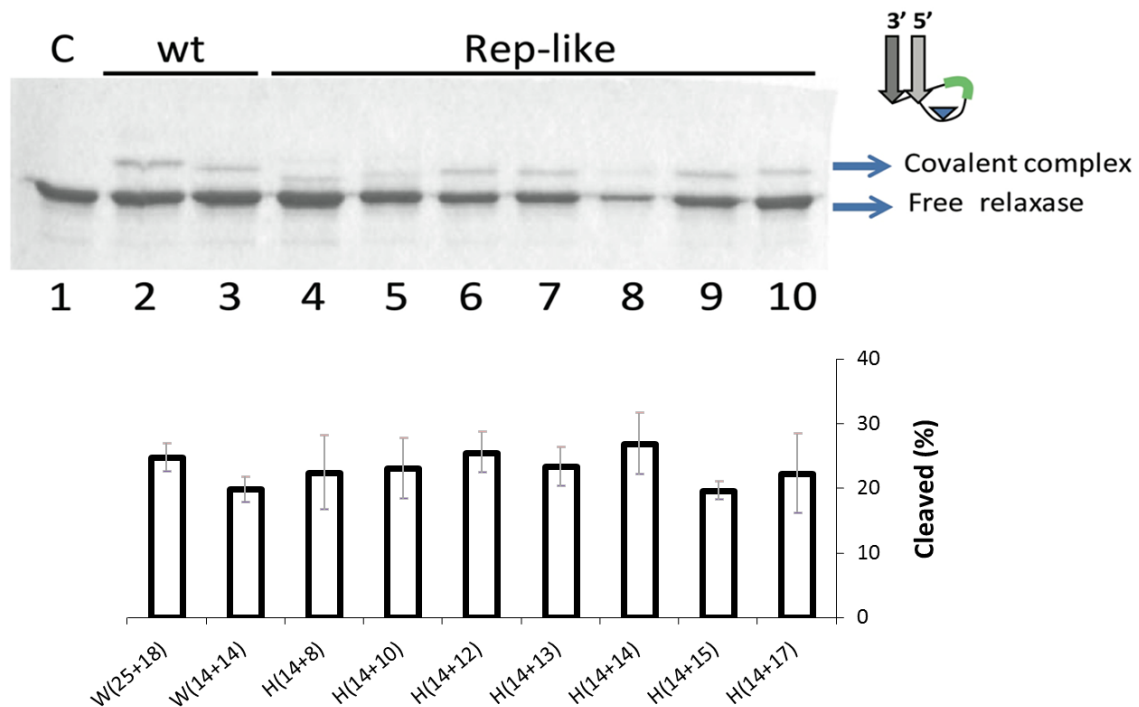 C wt Rep-like 3’ 5’
Covalent complex
Free relaxase
1 2 3 4 5 6 7 8 9 10
40
30
20
10
0
Cleaved (%)
W(25+18) W(14+14) H(14+8) H(14+10) H(14+12) H(14+13) H(14+14) H(14+15) H(14+17)